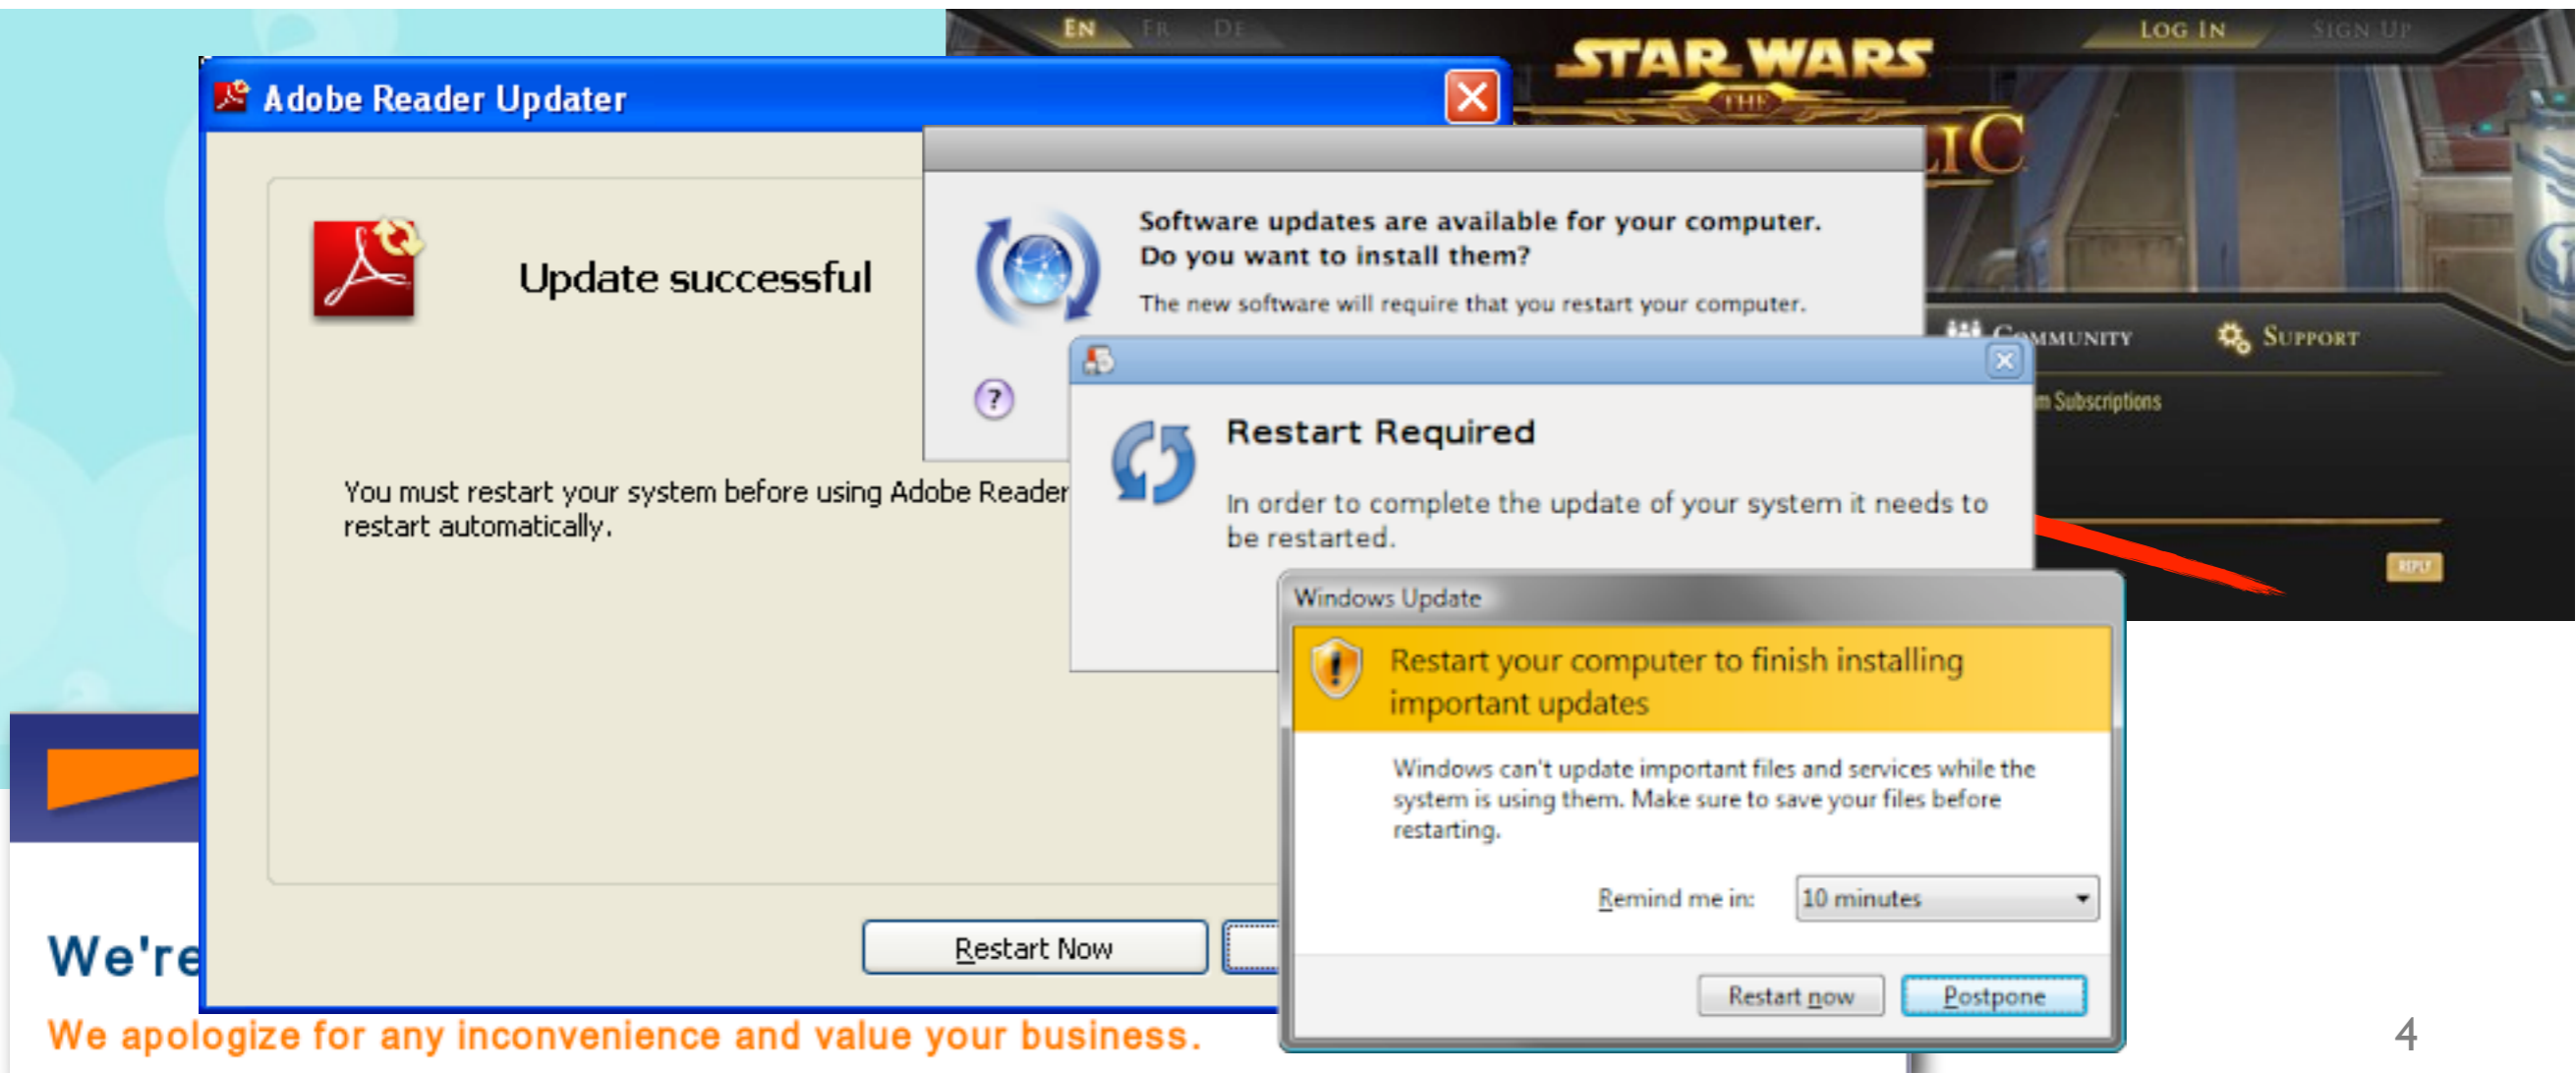 EN FR DE
LOG IN SIGN UP
STAR WARS
THE
LIC
COMMUNITY SUPPORT
m Subscriptions
REPLY
Adobe Reader Updater
Update successful
You must restart your system before using Adobe Reader
restart automatically.
Restart Now
Software updates are available for your computer.
Do you want to install them?
The new software will require that you restart your computer.
?
Restart Required
In order to complete the update of your system it needs to
be restarted.
Windows Update
Restart your computer to finish installing
important updates
Windows can't update important files and services while the
system is using them. Make sure to save your files before
restarting.
Remind me in: 10 minutes
Restart now Postpone
We're
We apologize for any inconvenience and value your business.
4